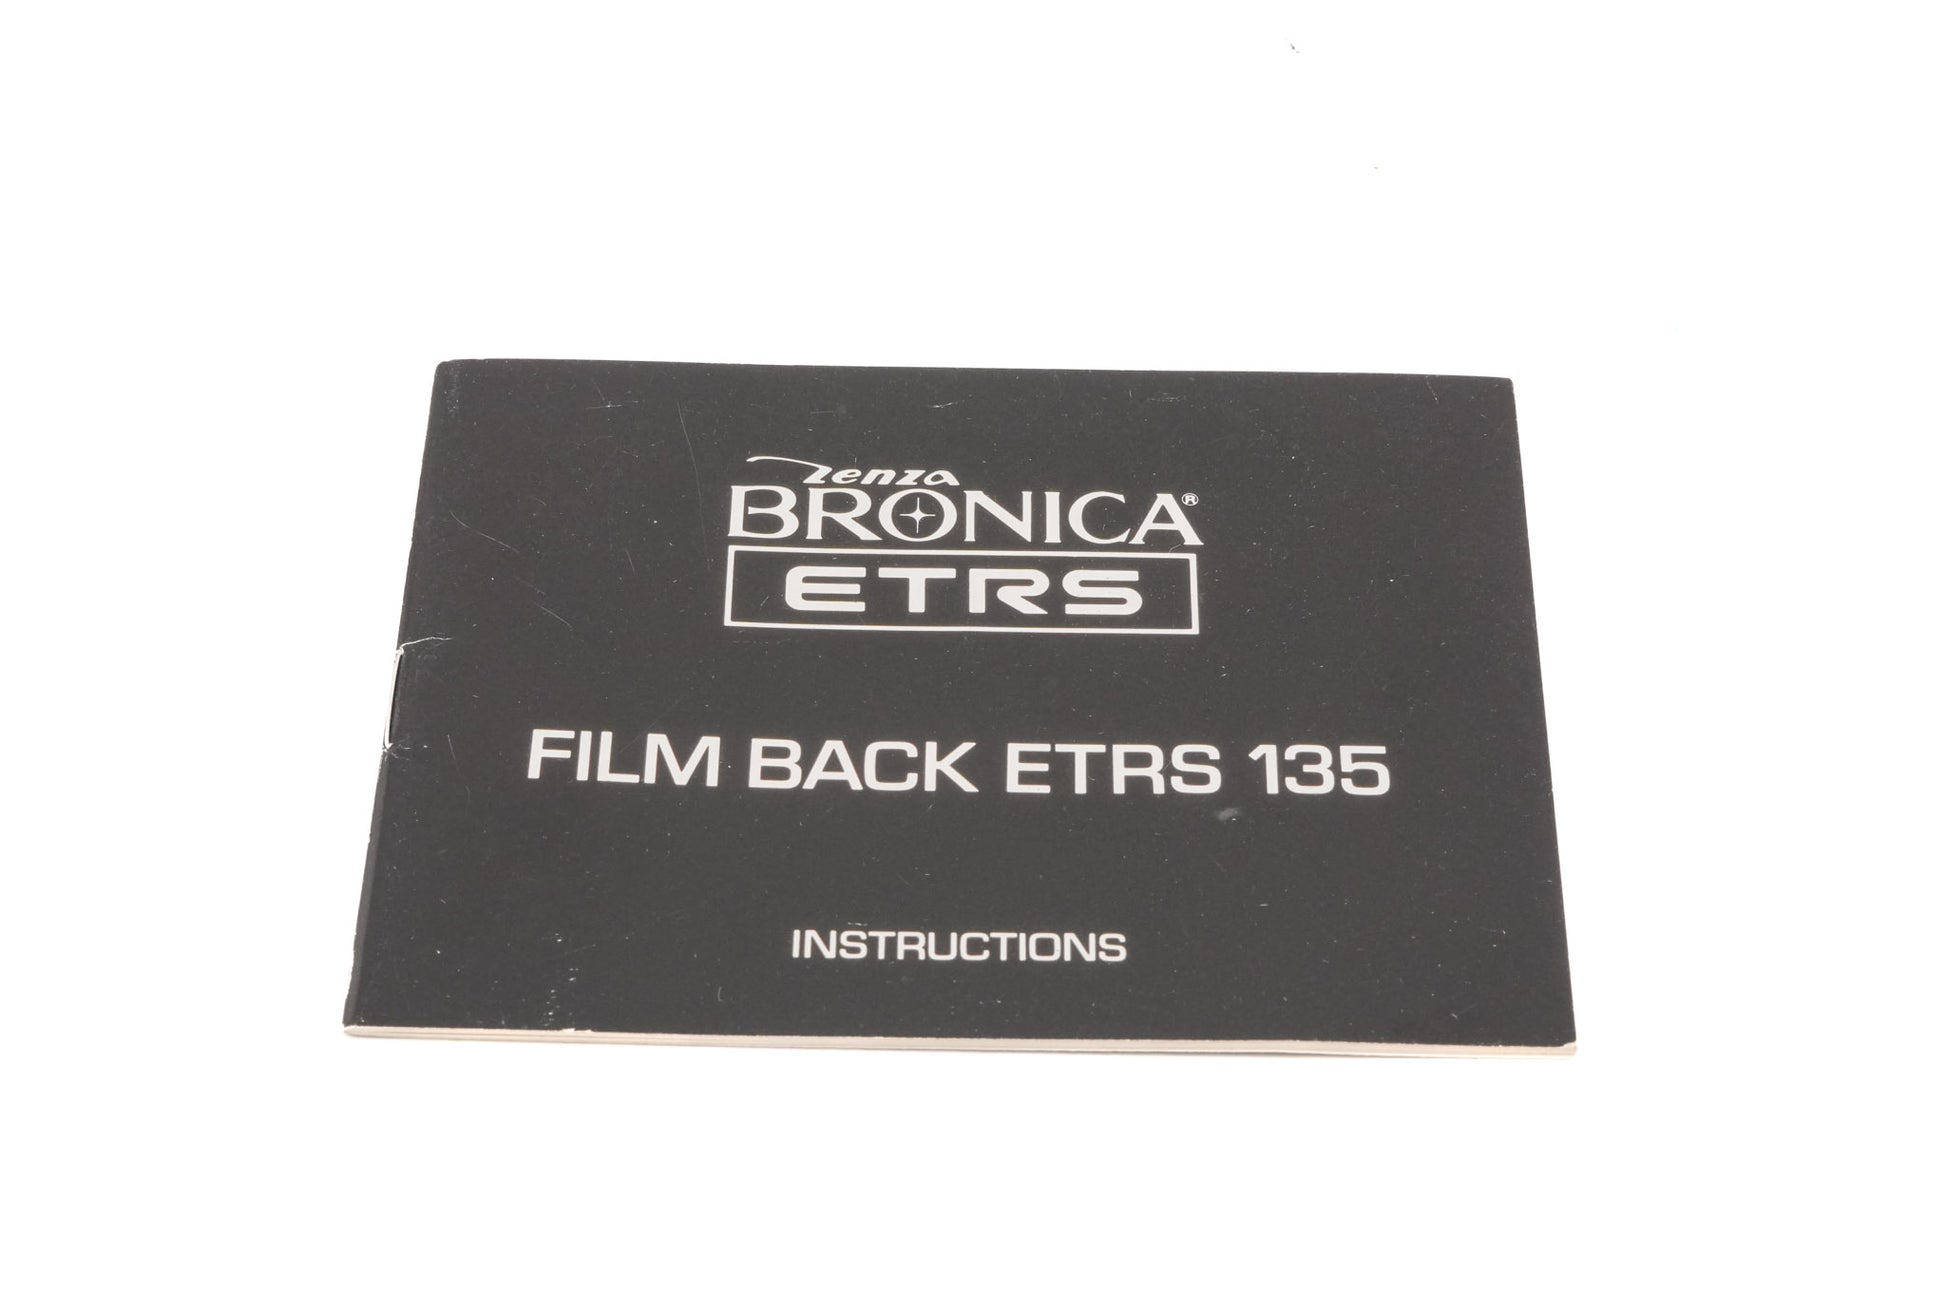 Zenza
BRONICA®
ETRS
FILM BACK ETRS 135
INSTRUCTIONS